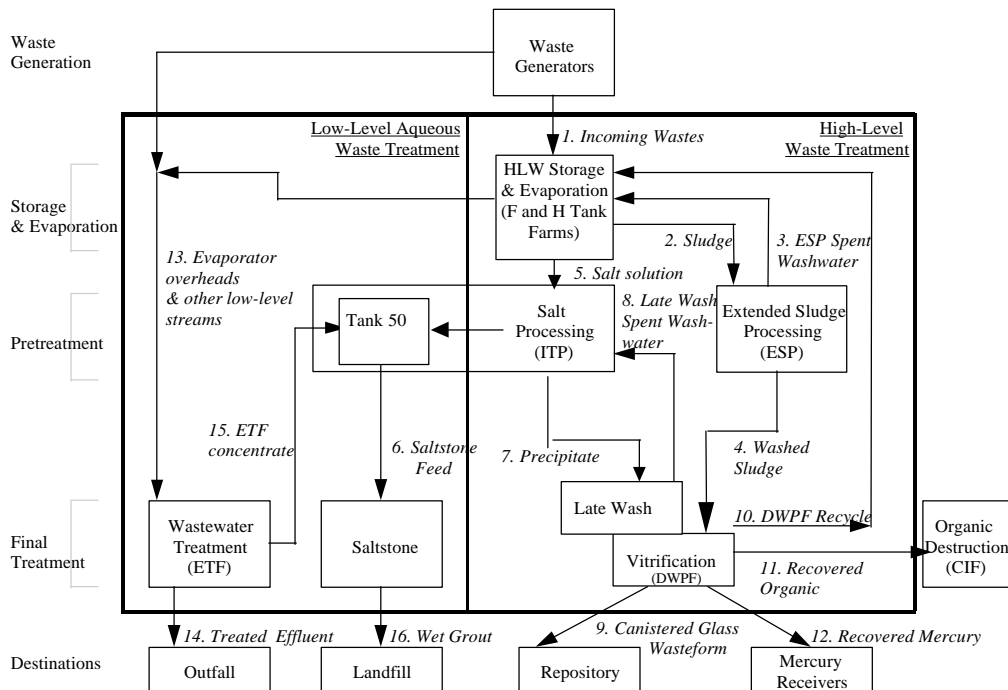 Waste
Generation
Waste
Generators
Low-Level Aqueous
Waste Treatment
High-Level
Waste Treatment
1. Incoming Wastes
Storage
& Evaporation
HLW Storage
& Evaporation
(F and H Tank
Farms)
2. Sludge
3. ESP Spent
Washwater
13. Evaporator
overheads
& other low-level
streams
5. Salt solution
Pretreatment
Tank 50
Salt
Processing
(ITP)
8. Late Wash
Spent Wash-
water
Extended Sludge
Processing
(ESP)
15. ETF
concentrate
6. Saltstone
Feed
7. Precipitate
4. Washed
Sludge
Final
Treatment
Wastewater
Treatment
(ETF)
Saltstone
Late Wash
Vitrification
(DWPF)
10. DWPF Recycle
11. Recovered
Organic
Organic
Destruction
(CIF)
14. Treated Effluent
16. Wet Grout
9. Canistered Glass
Wasteform
12. Recovered Mercury
Destinations
Outfall
Landfill
Repository
Mercury
Receivers